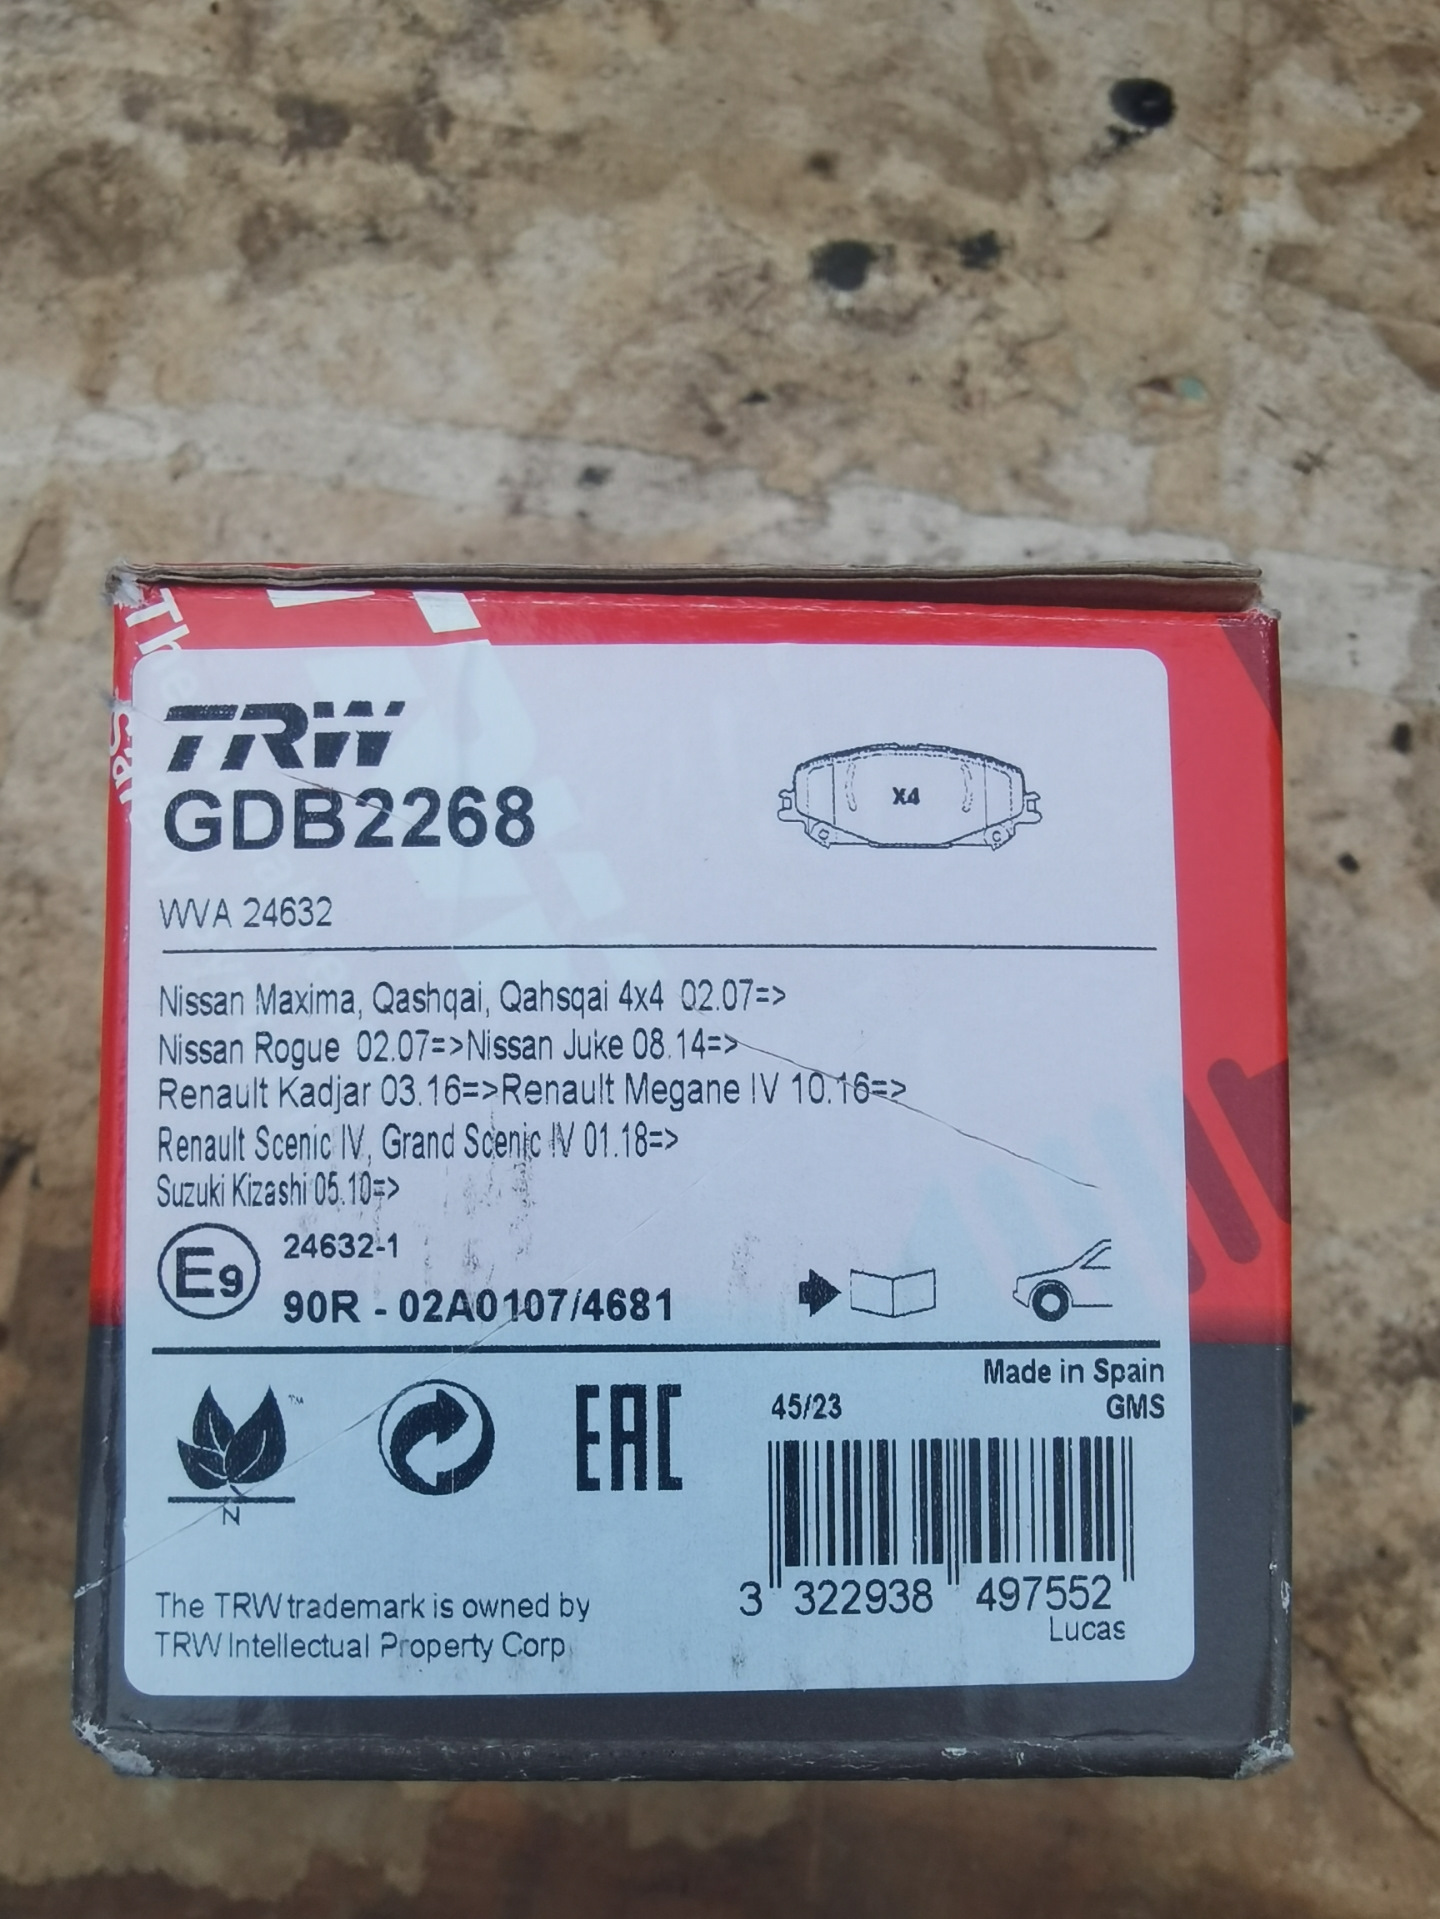 TRW
GDB2268
X4
WVA 24632
Nissan Maxima, Qashqai, Qahsqai 4x4 02.07=>
Nissan Rogue 02.07=>Nissan Juke 08.14=>
Renault Kadjar 03.16=>Renault Megane IV 10.16=>
Renault Scenic IV, Grand Scenic IV 01.18=>
Suzuki Kizashi 05.10=>
E9
24632-1
90R - 02A0107/4681
Made in Spain
45/23 GMS
TM
N
EAC
3 322938 497552
Lucas
The TRW trademark is owned by
TRW Intellectual Property Corp
The